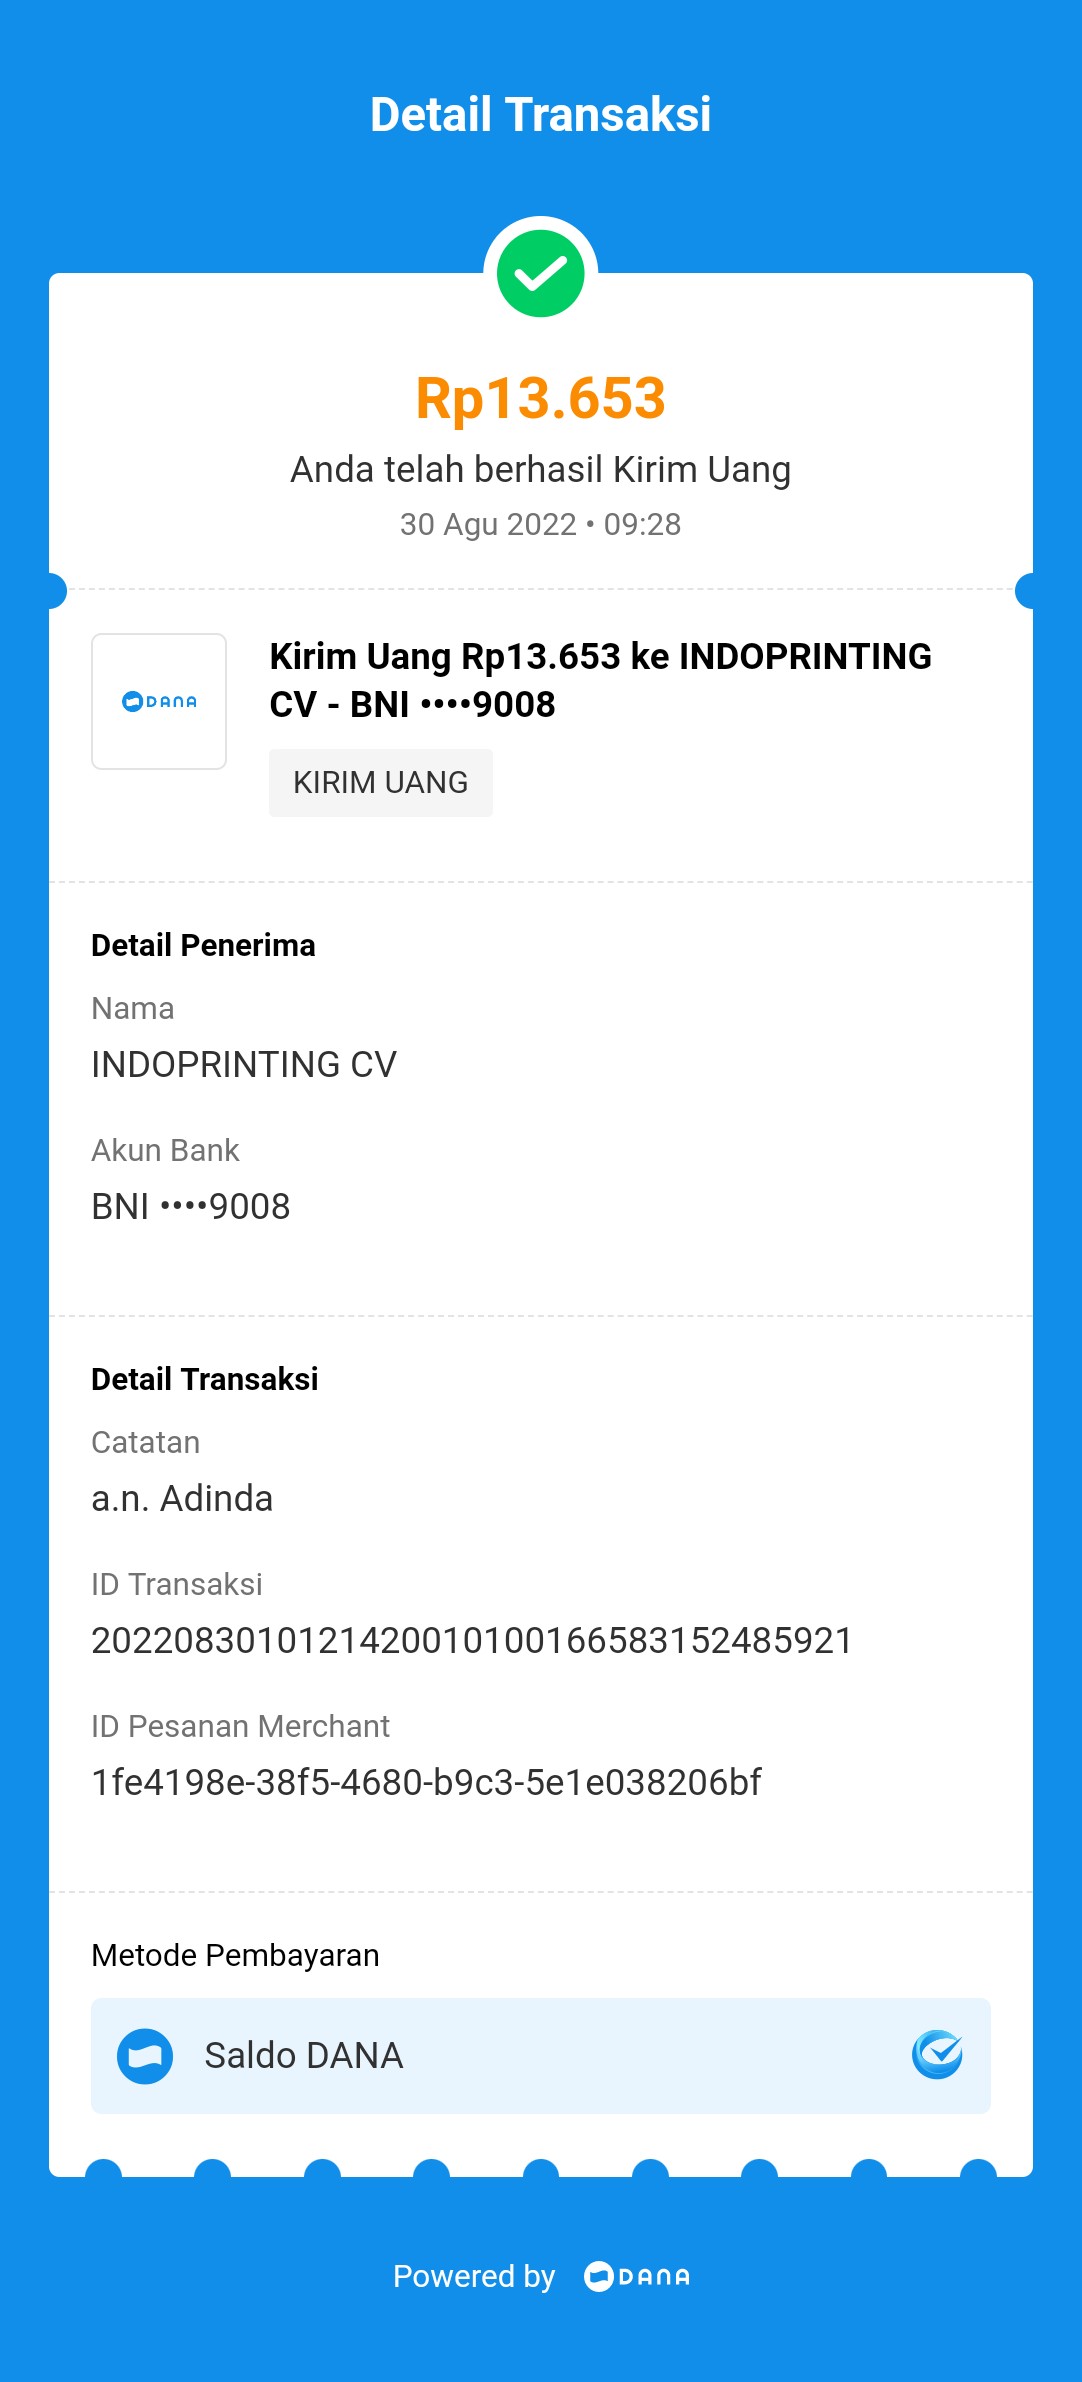 Detail Transaksi
Rp13.653
Anda telah berhasil Kirim Uang
30 Agu 2022 • 09:28
DANA
Kirim Uang Rp13.653 ke INDOPRINTING
CV - BNI ••••9008
KIRIM UANG
Detail Penerima
Nama
INDOPRINTING CV
Akun Bank
BNI ••••9008
Detail Transaksi
Catatan
a.n. Adinda
ID Transaksi
2022083010121420010100166583152485921
ID Pesanan Merchant
1fe4198e-38f5-4680-b9c3-5e1e038206bf
Metode Pembayaran
Saldo DANA
Powered by DANA